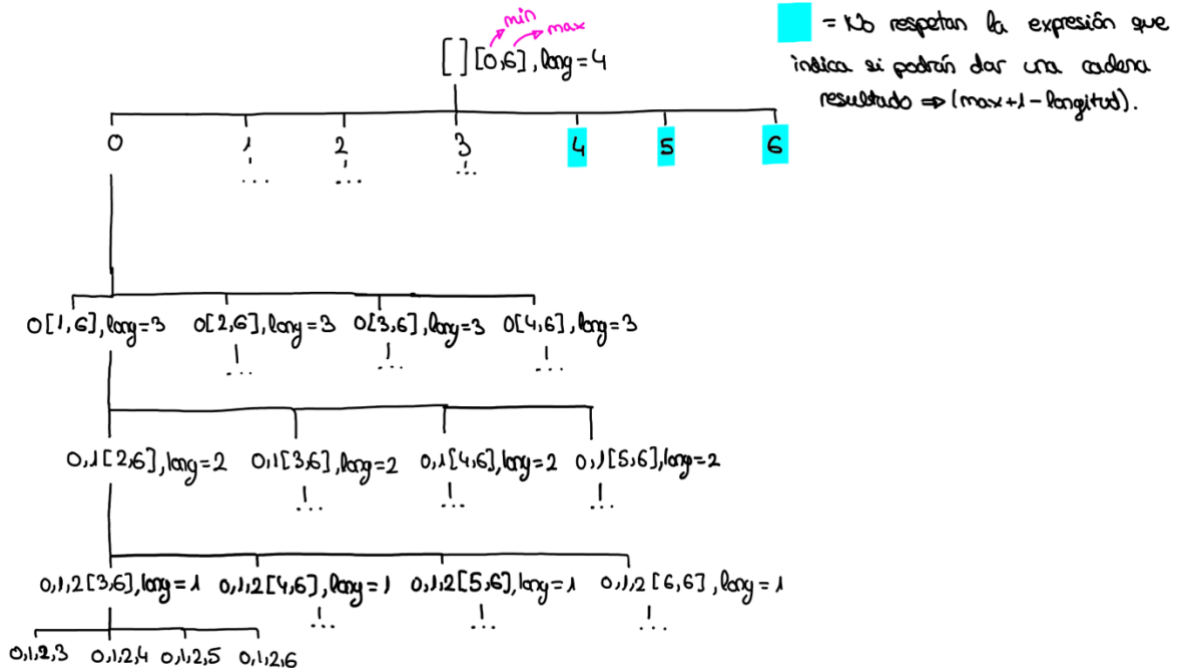 min
max
[ ][0,6], long=4
= No respetan la expresión que
indica si podrán dar una cadena
resultado ⇒ (max+1-longitud).
0 1 2 3 4 5 6
... ... ...
0[1,6], long=3 0[2,6], long=3 0[3,6], long=3 0[4,6], long=3
... ... ...
0,1[2,6], long=2 0,1[3,6], long=2 0,1[4,6], long=2 0,1[5,6], long=2
... ... ...
0,1,2[3,6], long=1 0,1,2[4,6], long=1 0,1,2[5,6], long=1 0,1,2[6,6], long=1
... ... ...
0,1,2,3 0,1,2,4 0,1,2,5 0,1,2,6